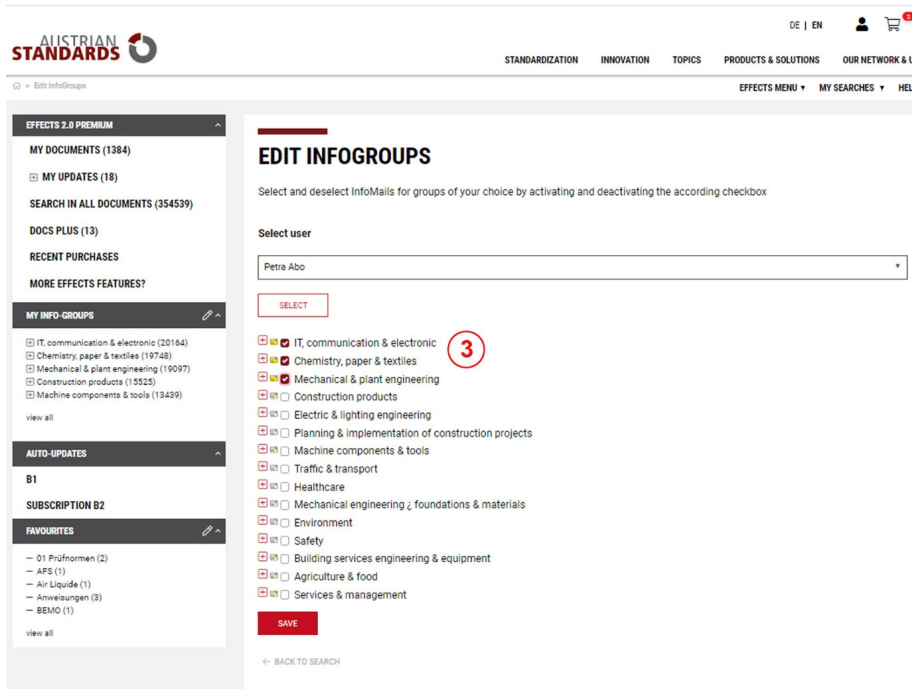 DE | EN
2
AUSTRIAN
STANDARDS
STANDARDIZATION INNOVATION TOPICS PRODUCTS & SOLUTIONS OUR NETWORK & U
> Edit InfoGroups
EFFECTS MENU ▾ MY SEARCHES ▾ HEL
EFFECTS 2.0 PREMIUM
MY DOCUMENTS (1384)
MY UPDATES (18)
SEARCH IN ALL DOCUMENTS (354539)
DOCS PLUS (13)
RECENT PURCHASES
MORE EFFECTS FEATURES?
MY INFO-GROUPS
IT, communication & electronic (20164)
Chemistry, paper & textiles (19748)
Mechanical & plant engineering (19097)
Construction products (15525)
Machine components & tools (13439)
view all
AUTO-UPDATES
B1
SUBSCRIPTION B2
FAVOURITES
— 01 Prüfnormen (2)
— AFS (1)
— Air Liquide (1)
— Anweisungen (3)
— BEMO (1)
view all
EDIT INFOGROUPS
Select and deselect InfoMails for groups of your choice by activating and deactivating the according checkbox
Select user
Petra Abo
SELECT
IT, communication & electronic
3
Chemistry, paper & textiles
Mechanical & plant engineering
Construction products
Electric & lighting engineering
Planning & implementation of construction projects
Machine components & tools
Traffic & transport
Healthcare
Mechanical engineering ¿ foundations & materials
Environment
Safety
Building services engineering & equipment
Agriculture & food
Services & management
SAVE
← BACK TO SEARCH